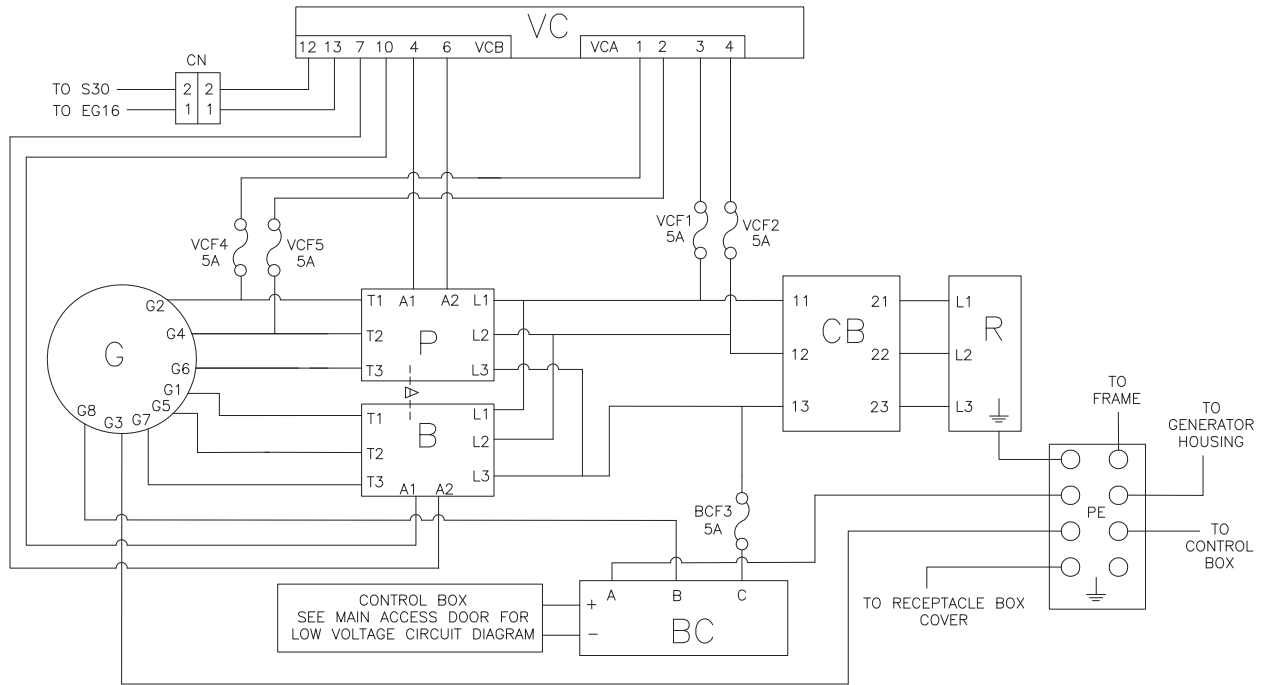 VC
12 13 7 10 4 6 VCB
VCA 1 2 3 4
CN
TO S30
2 2
TO EG16
1 1
VCF4
5A
VCF5
5A
VCF1
5A
VCF2
5A
G
G2
G4
G6
G1
G5
G7
G3
G8
P
T1 A1 A2 L1
T2 L2
T3 L3
B
T1 L1
T2 L2
T3 L3
A1 A2
CB
11 21
12 22
13 23
R
L1
L2
L3
TO
FRAME
TO
GENERATOR
HOUSING
PE
TO
CONTROL
BOX
TO RECEPTACLE BOX
COVER
BCF3
5A
A B C
+
−
BC
CONTROL BOX
SEE MAIN ACCESS DOOR FOR
LOW VOLTAGE CIRCUIT DIAGRAM